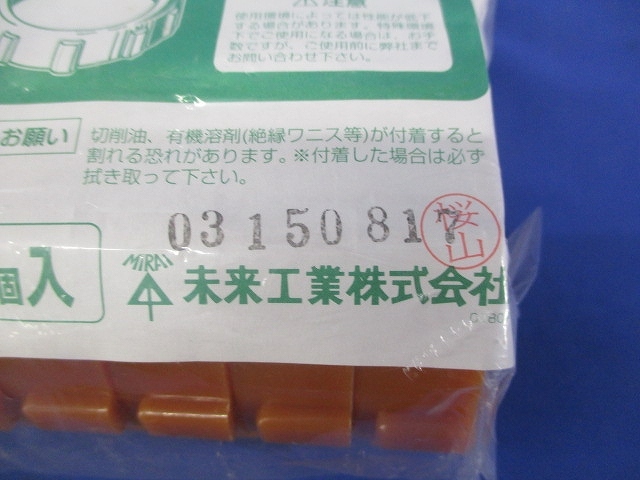 注意
使用環境によっては性能が低下
する場合があります。特殊環境
下でご使用になる場合は、お手
数ですが、ご使用前に弊社まで
お問い合わせ下さい。
お願い
切削油、有機溶剤(絶縁ワニス等)が付着すると
割れる恐れがあります。※付着した場合は必ず
拭き取って下さい。
03 150 817
桜山
個入
MiRAI
未来工業株式会社